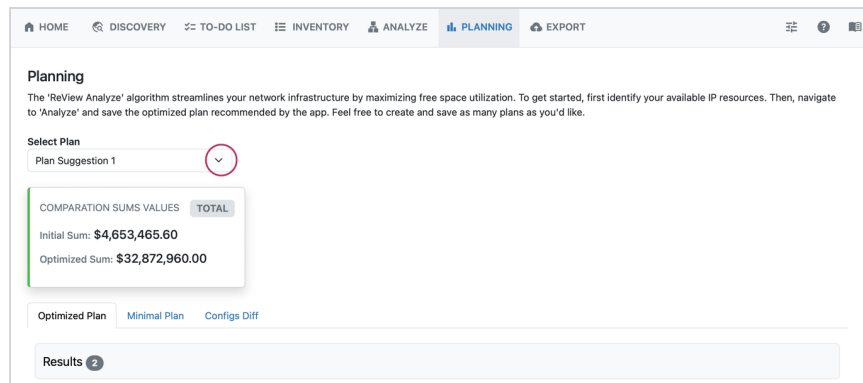 HOME DISCOVERY TO-DO LIST INVENTORY ANALYZE PLANNING EXPORT
Planning
The 'ReView Analyze' algorithm streamlines your network infrastructure by maximizing free space utilization. To get started, first identify your available IP resources. Then, navigate
to 'Analyze' and save the optimized plan recommended by the app. Feel free to create and save as many plans as you'd like.
Select Plan
Plan Suggestion 1
COMPARATION SUMS VALUES TOTAL
Initial Sum: $4,653,465.60
Optimized Sum: $32,872,960.00
Optimized Plan Minimal Plan Configs Diff
Results 2